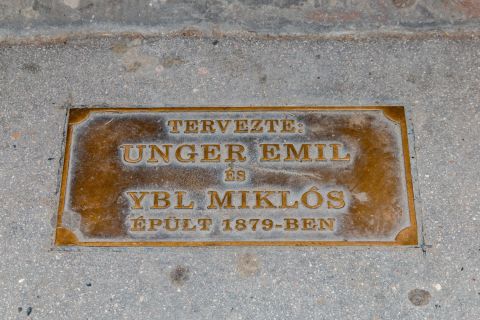 TERVEZTE:
UNGER EMIL
ÉS
YBL MIKLÓS
ÉPÜLT 1879-BEN